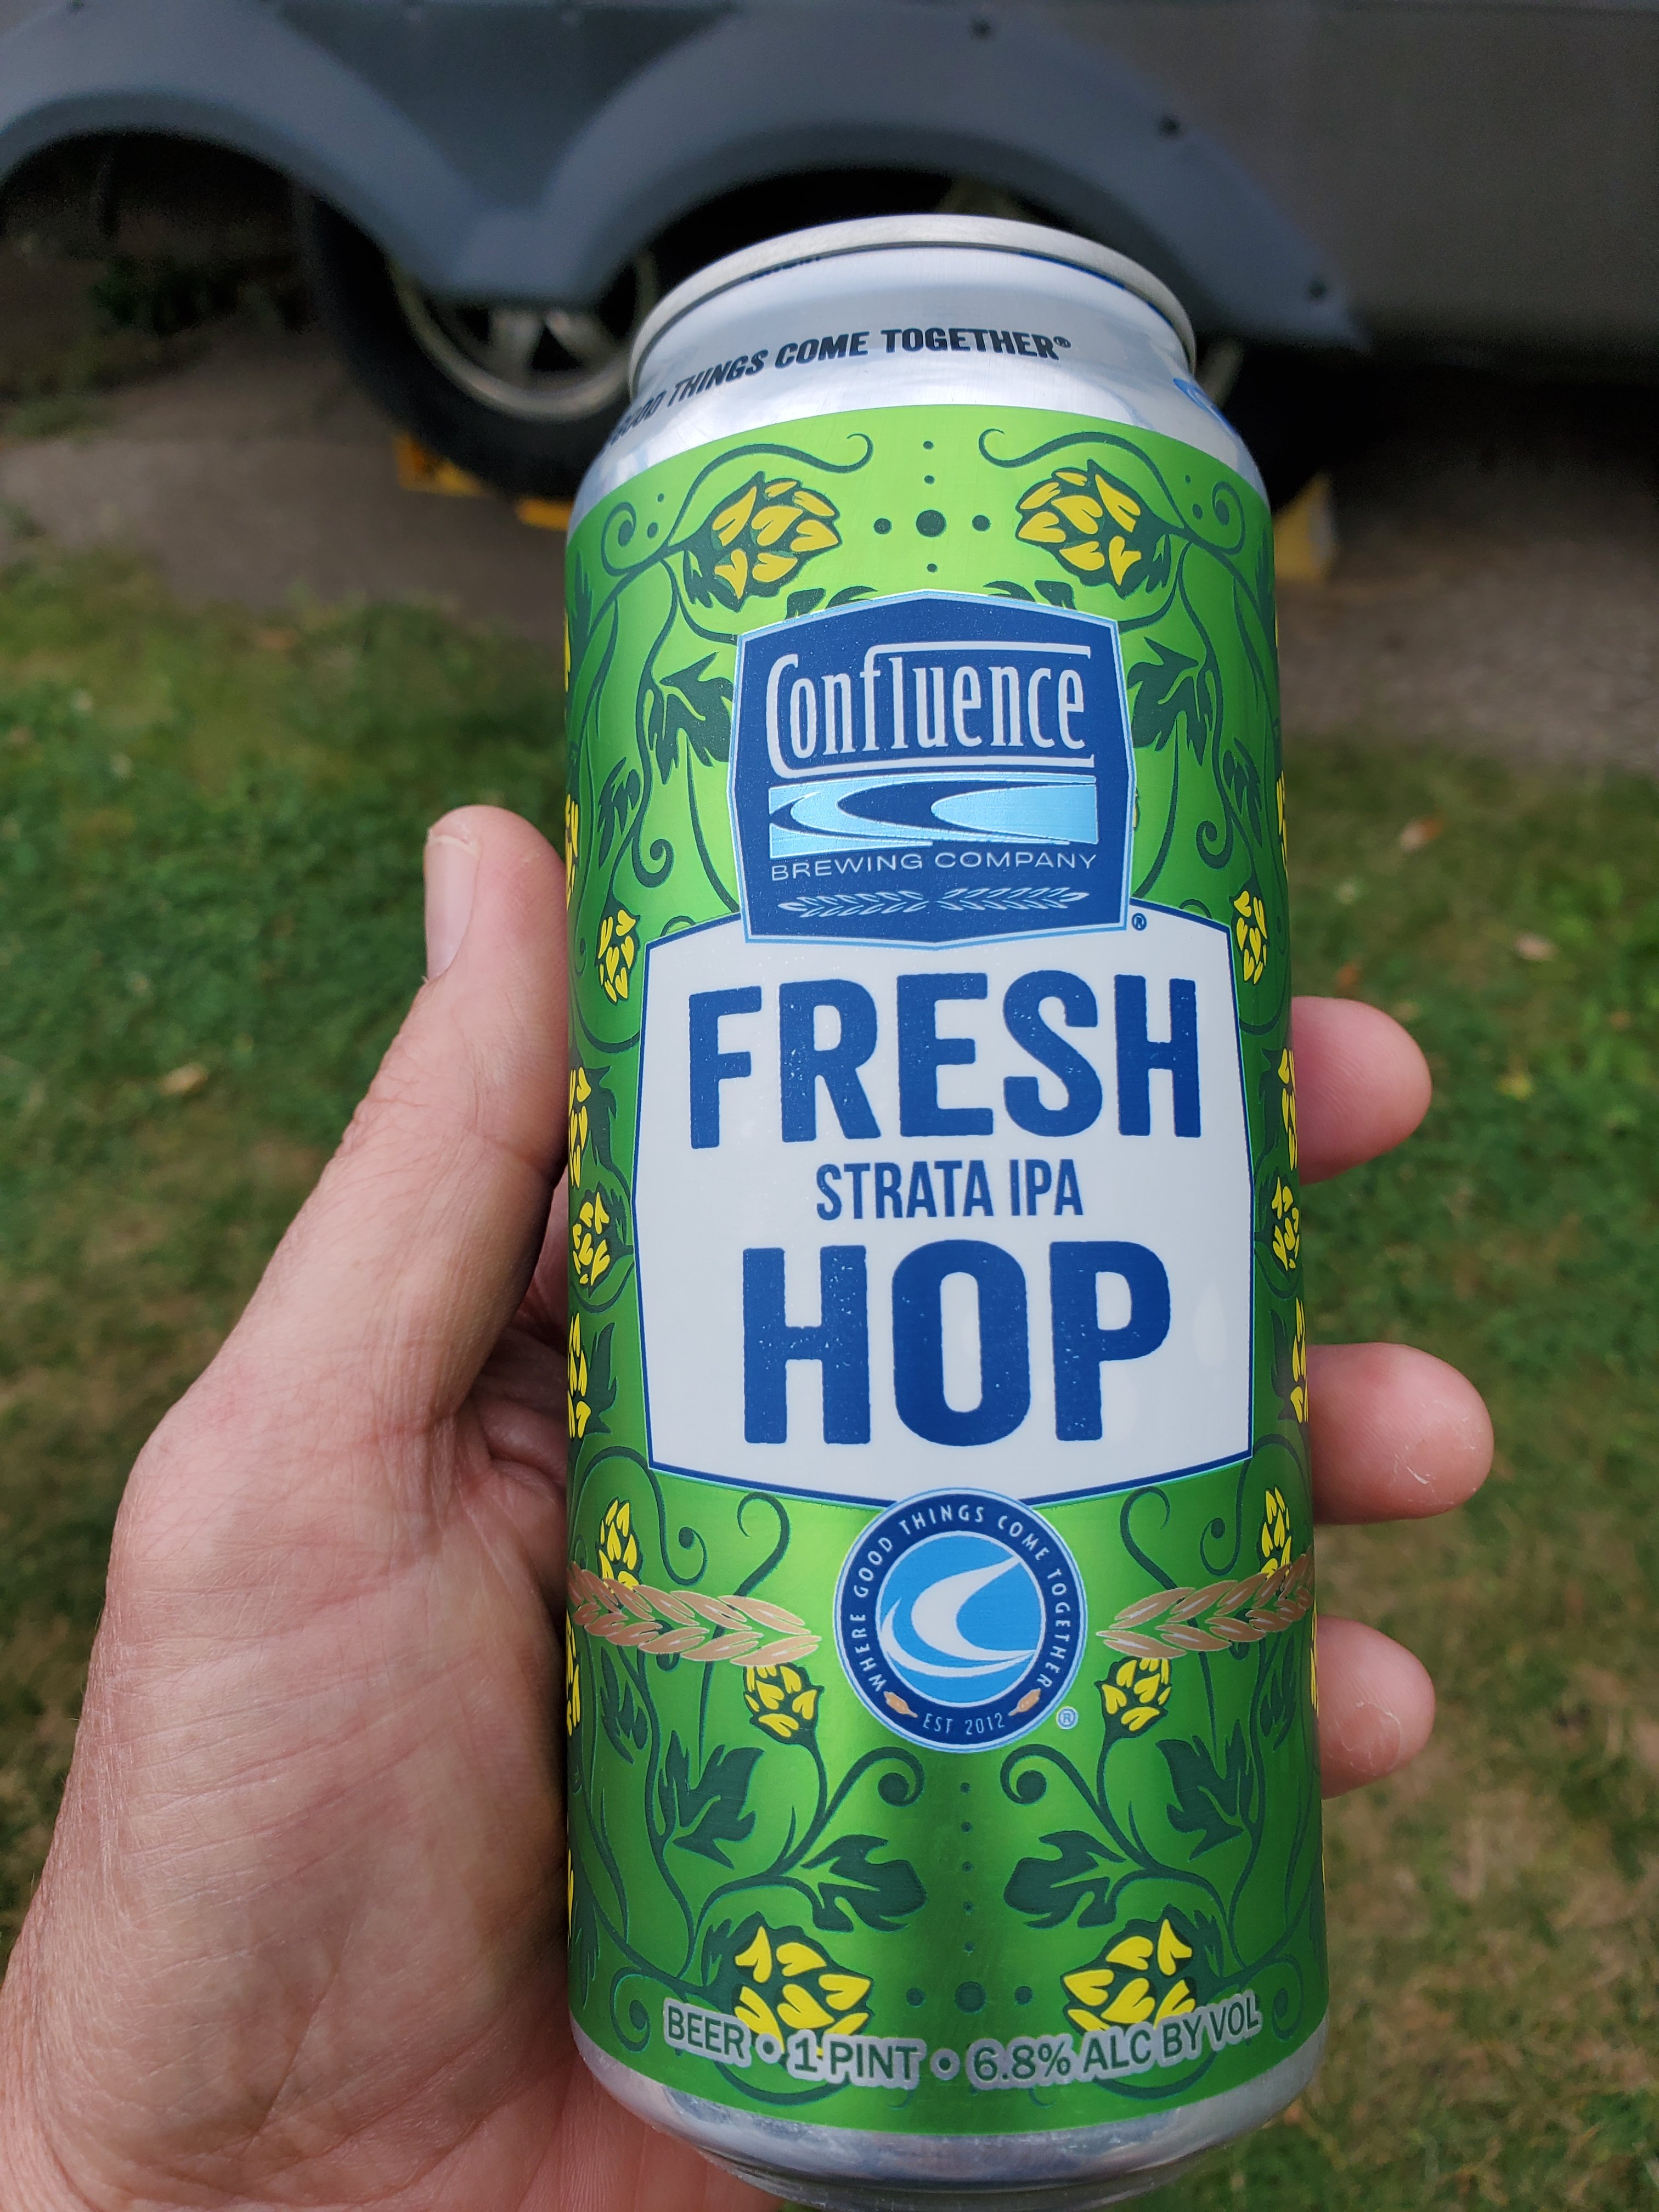 GOOD THINGS COME TOGETHER®
Confluence
BREWING COMPANY
®
FRESH
STRATA IPA
HOP
WHERE GOOD THINGS COME TOGETHER
EST 2012
®
BEER • 1 PINT • 6.8% ALC BY VOL